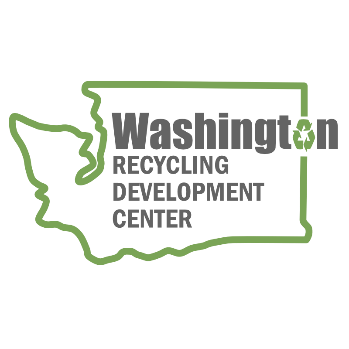 Washington
RECYCLING
DEVELOPMENT
CENTER